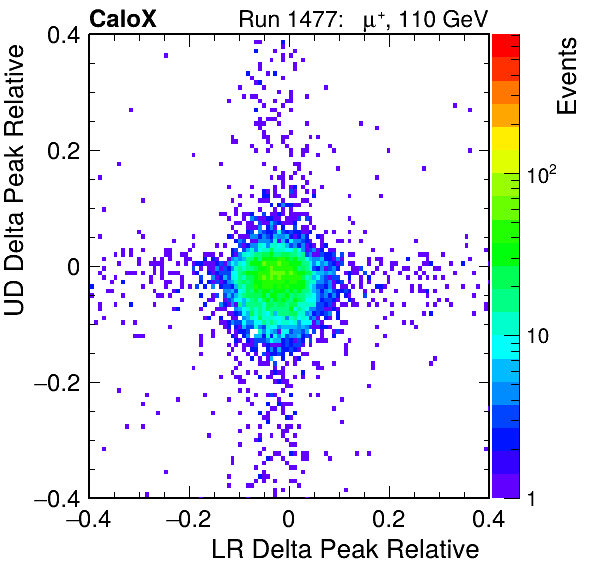 CaloX Run 1477: μ⁺, 110 GeV
UD Delta Peak Relative
0.4
0.2
0
−0.2
−0.4
−0.4 −0.2 0 0.2 0.4
LR Delta Peak Relative
Events
10²
10
1